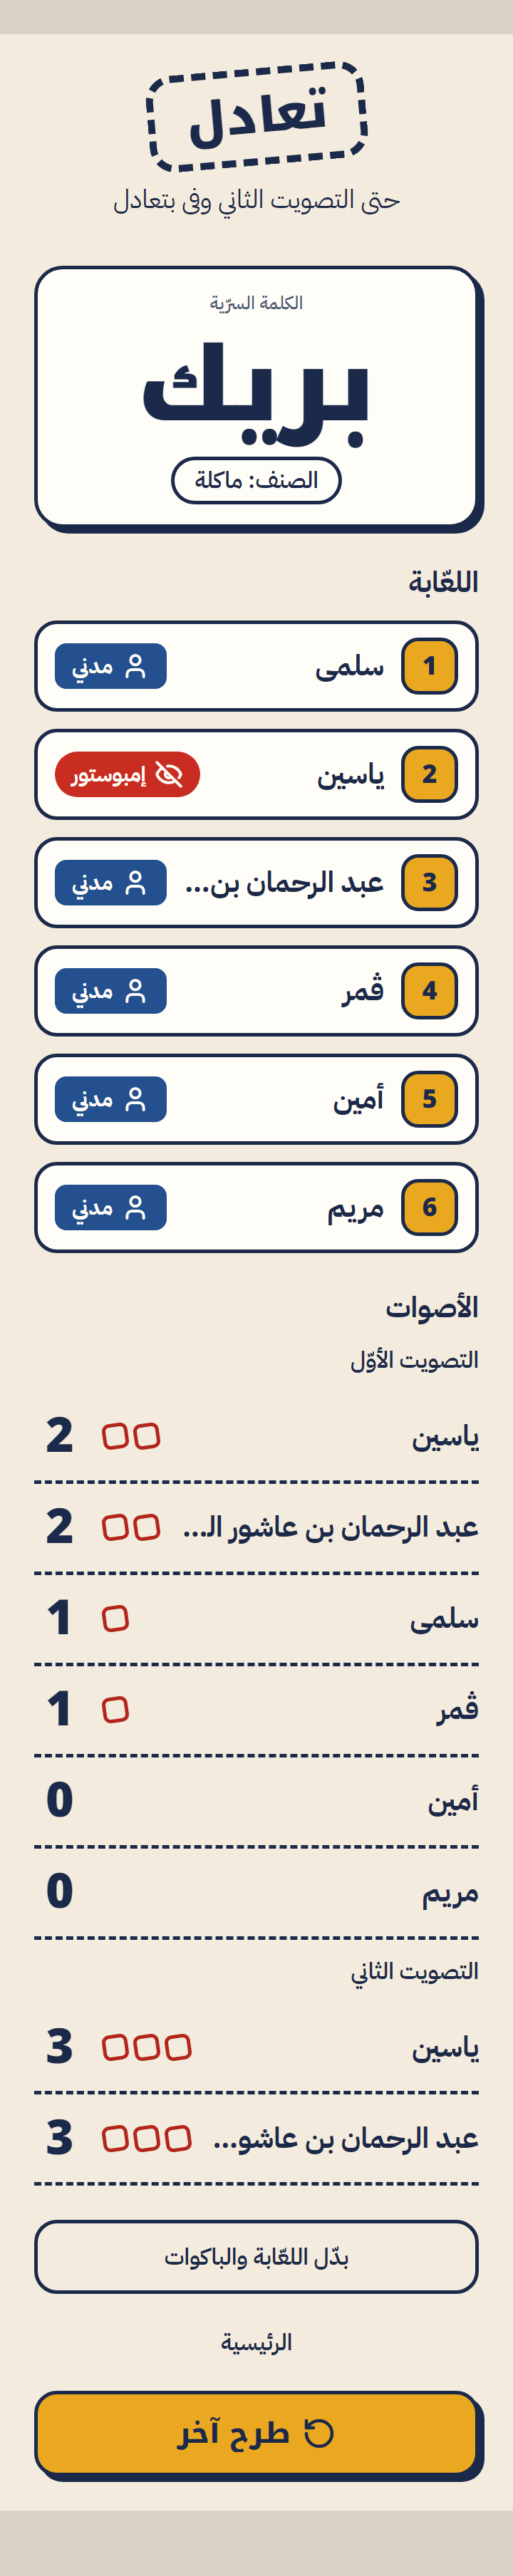 تعادل
حتى التصويت الثاني وفى بتعادل
الكلمة السرّية
بريك
الصنف: ماكلة
اللعّابة
1 سلمى مدني
2 ياسين إمبوستور
3 عبد الرحمان بن... مدني
4 ڤمر مدني
5 أمين مدني
6 مريم مدني
الأصوات
التصويت الأوّل
ياسين 2
عبد الرحمان بن عاشور الـ... 2
سلمى 1
ڤمر 1
أمين 0
مريم 0
التصويت الثاني
ياسين 3
عبد الرحمان بن عاشو... 3
بدّل اللعّابة والباكوات
الرئيسية
طرح آخر